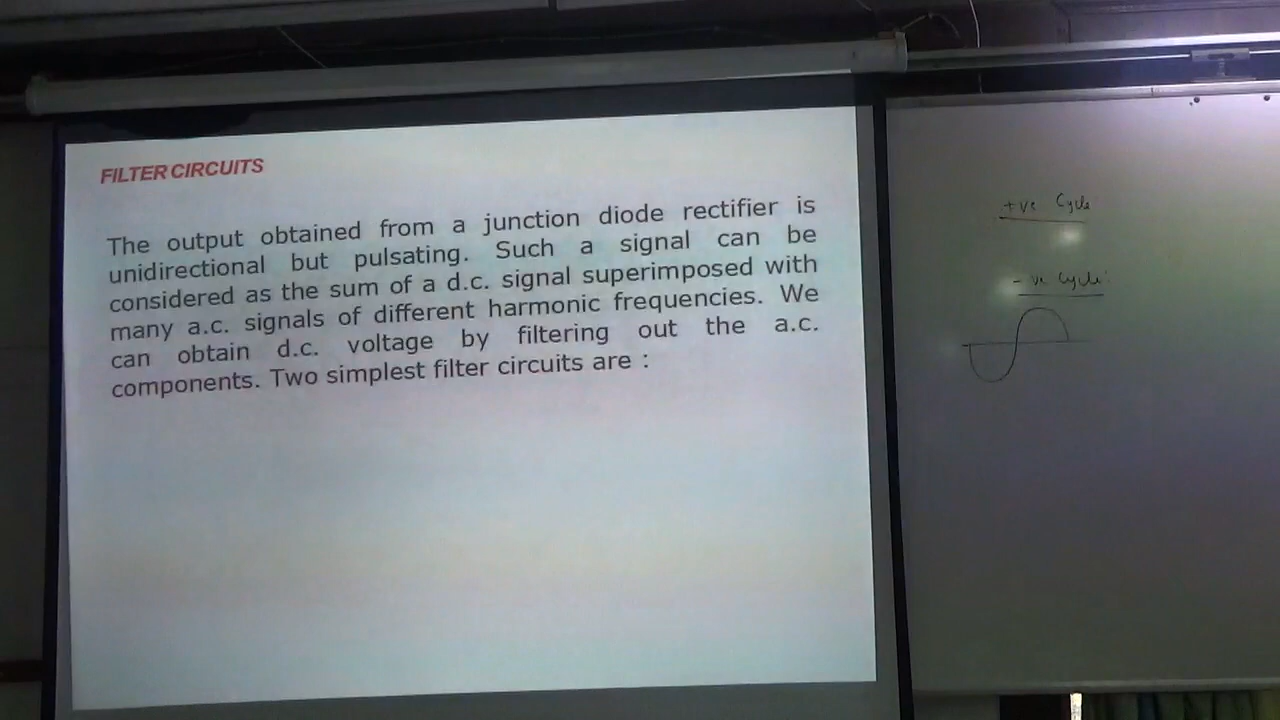 FILTER CIRCUITS
The output obtained from a junction diode rectifier is
unidirectional but pulsating. Such a signal can be
considered as the sum of a d.c. signal superimposed with
many a.c. signals of different harmonic frequencies. We
can obtain d.c. voltage by filtering out the a.c.
components. Two simplest filter circuits are :
+ve Cycle
-ve Cycle: